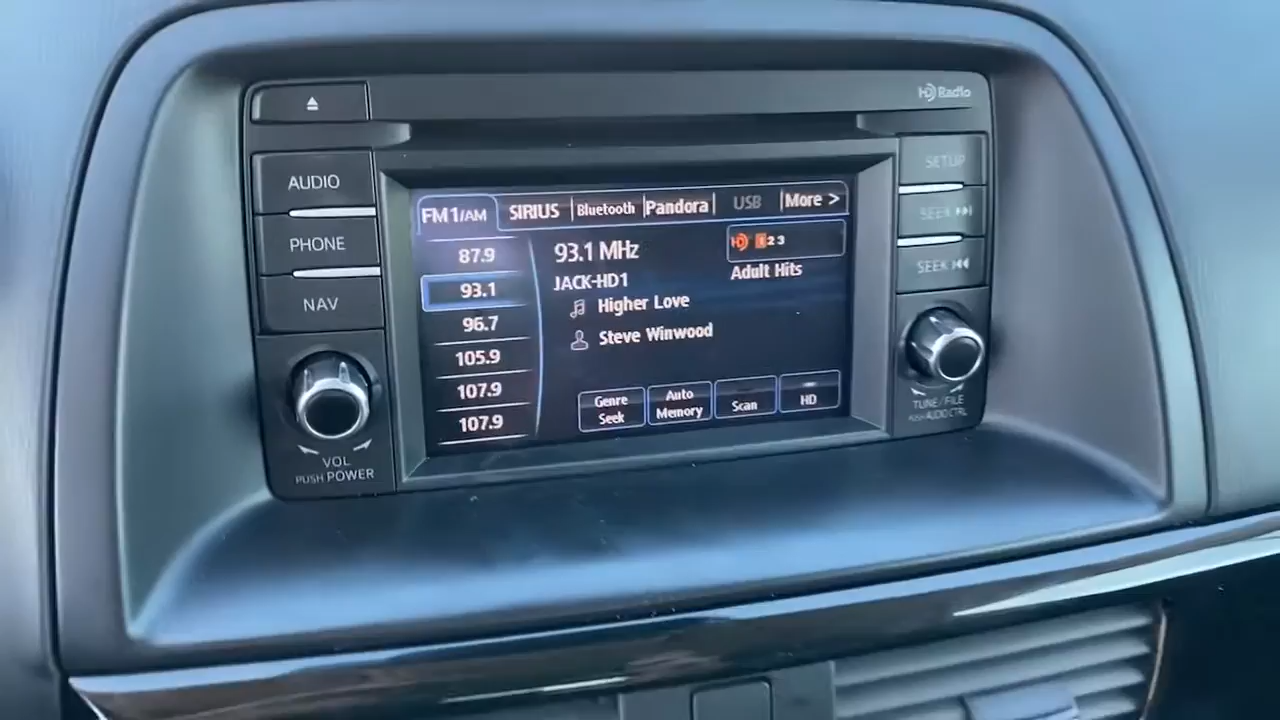 HD Radio
AUDIO
PHONE
NAV
VOL
PUSH POWER
FM1/AM SIRIUS Bluetooth Pandora USB More >
87.9
93.1
96.7
105.9
107.9
107.9
93.1 MHz
JACK-HD1
Higher Love
Steve Winwood
HD 1 2 3
Adult Hits
Genre
Seek
Auto
Memory
Scan
HD
SETUP
SEEK
SEEK
TUNE/FILE
PUSH AUDIO CTRL